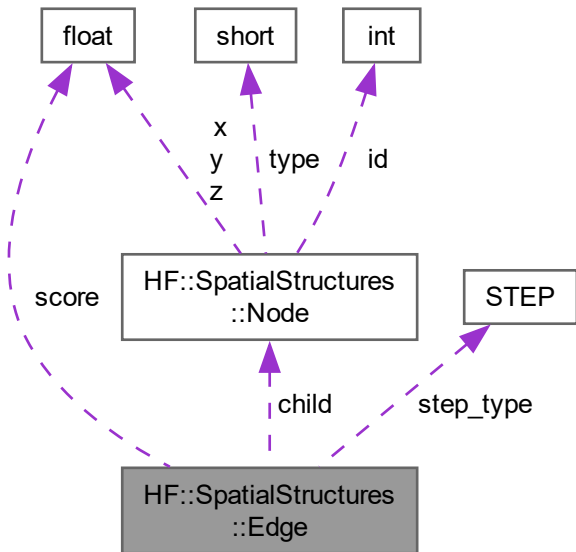 float
short
int
x
y
z
type
id
HF::SpatialStructures
::Node
STEP
score
child
step_type
HF::SpatialStructures
::Edge